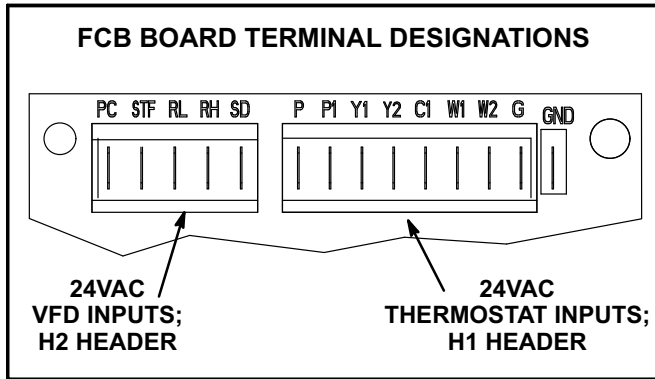 FCB BOARD TERMINAL DESIGNATIONS
PC STF RL RH SD P P1 Y1 Y2 C1 W1 W2 G GND
24VAC
VFD INPUTS;
H2 HEADER
24VAC
THERMOSTAT INPUTS;
H1 HEADER